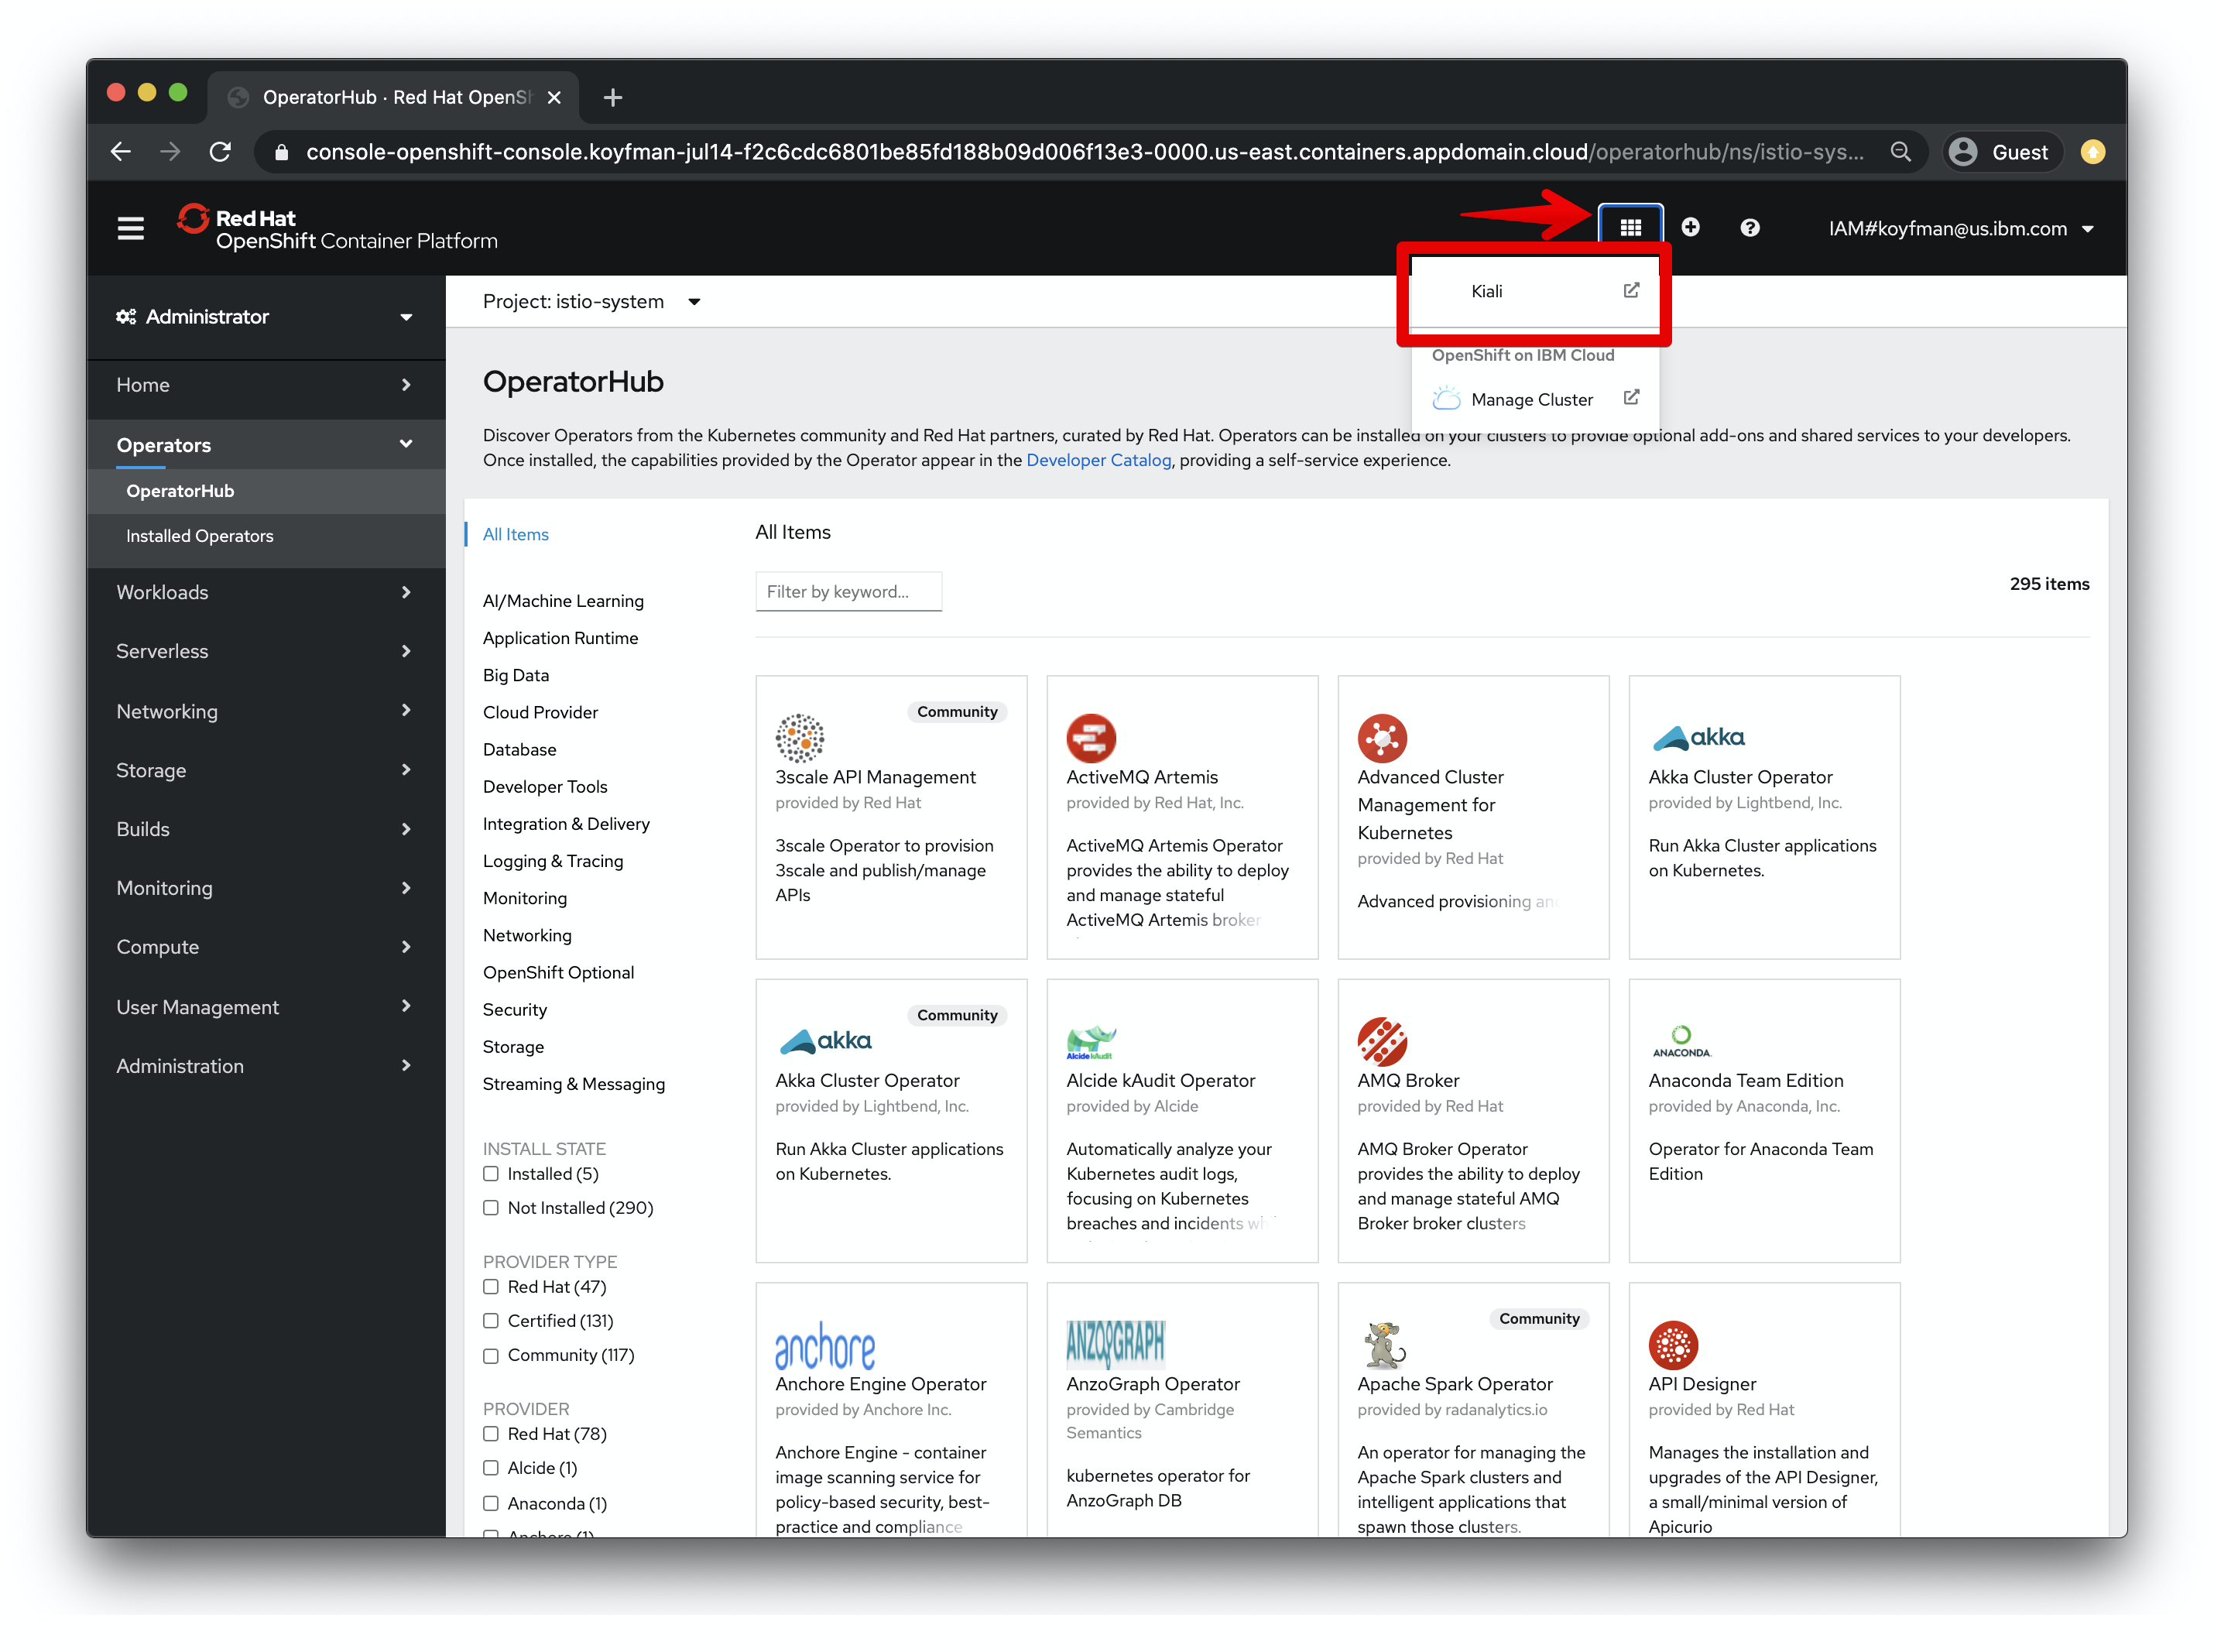 OperatorHub · Red Hat OpenSh
console-openshift-console.koyfman-jul14-f2c6cdc6801be85fd188b09d006f13e3-0000.us-east.containers.appdomain.cloud/operatorhub/ns/istio-sys...
Guest
Red Hat
OpenShift Container Platform
IAM#koyfman@us.ibm.com
Kiali
OpenShift on IBM Cloud
Manage Cluster
Administrator
Home
Operators
OperatorHub
Installed Operators
Workloads
Serverless
Networking
Storage
Builds
Monitoring
Compute
User Management
Administration
Project: istio-system
OperatorHub
Discover Operators from the Kubernetes community and Red Hat partners, curated by Red Hat. Operators can be installed on your clusters to provide optional add-ons and shared services to your developers.
Once installed, the capabilities provided by the Operator appear in the Developer Catalog, providing a self-service experience.
All Items
AI/Machine Learning
Application Runtime
Big Data
Cloud Provider
Database
Developer Tools
Integration & Delivery
Logging & Tracing
Monitoring
Networking
OpenShift Optional
Security
Storage
Streaming & Messaging
INSTALL STATE
Installed (5)
Not Installed (290)
PROVIDER TYPE
Red Hat (47)
Certified (131)
Community (117)
PROVIDER
Red Hat (78)
Alcide (1)
Anaconda (1)
Anchore (1)
All Items
Filter by keyword...
295 items
Community
3scale API Management
provided by Red Hat
3scale Operator to provision
3scale and publish/manage
APIs
ActiveMQ Artemis
provided by Red Hat, Inc.
ActiveMQ Artemis Operator
provides the ability to deploy
and manage stateful
ActiveMQ Artemis broker
Advanced Cluster
Management for
Kubernetes
provided by Red Hat
Advanced provisioning and
akka
Akka Cluster Operator
provided by Lightbend, Inc.
Run Akka Cluster applications
on Kubernetes.
Community
akka
Akka Cluster Operator
provided by Lightbend, Inc.
Run Akka Cluster applications
on Kubernetes.
Alcide kAudit
Alcide kAudit Operator
provided by Alcide
Automatically analyze your
Kubernetes audit logs,
focusing on Kubernetes
breaches and incidents
AMQ Broker
provided by Red Hat
AMQ Broker Operator
provides the ability to deploy
and manage stateful AMQ
Broker broker clusters
ANACONDA.
Anaconda Team Edition
provided by Anaconda, Inc.
Operator for Anaconda Team
Edition
anchore
Anchore Engine Operator
provided by Anchore Inc.
Anchore Engine - container
image scanning service for
policy-based security, best-
practice and compliance
ANZOGRAPH
AnzoGraph Operator
provided by Cambridge
Semantics
kubernetes operator for
AnzoGraph DB
Community
Apache Spark Operator
provided by radanalytics.io
An operator for managing the
Apache Spark clusters and
intelligent applications that
spawn those clusters.
API Designer
provided by Red Hat
Manages the installation and
upgrades of the API Designer,
a small/minimal version of
Apicurio